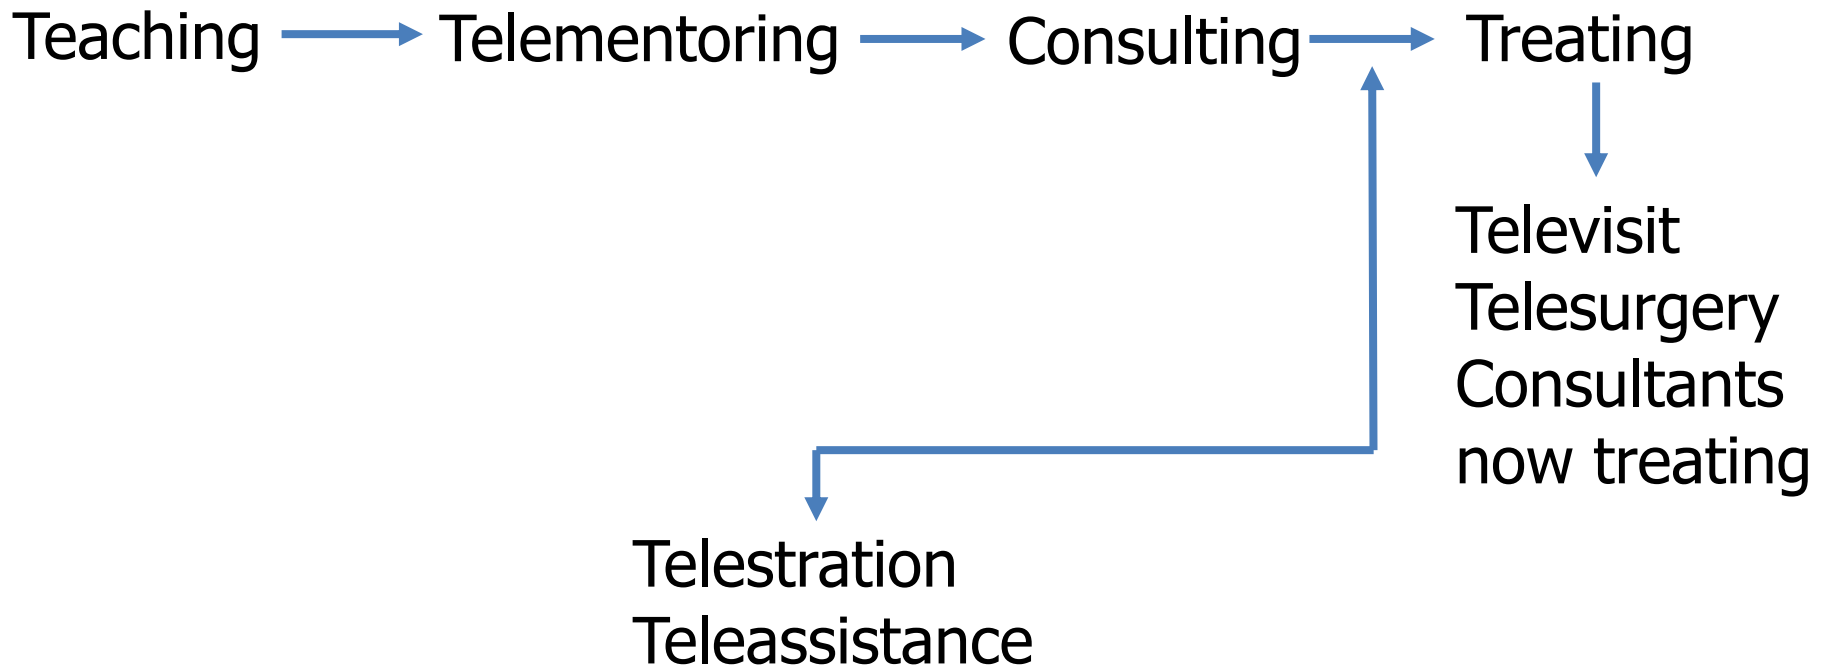 Teaching Telementoring Consulting Treating
Televisit
Telesurgery
Consultants
now treating
Telestration
Teleassistance